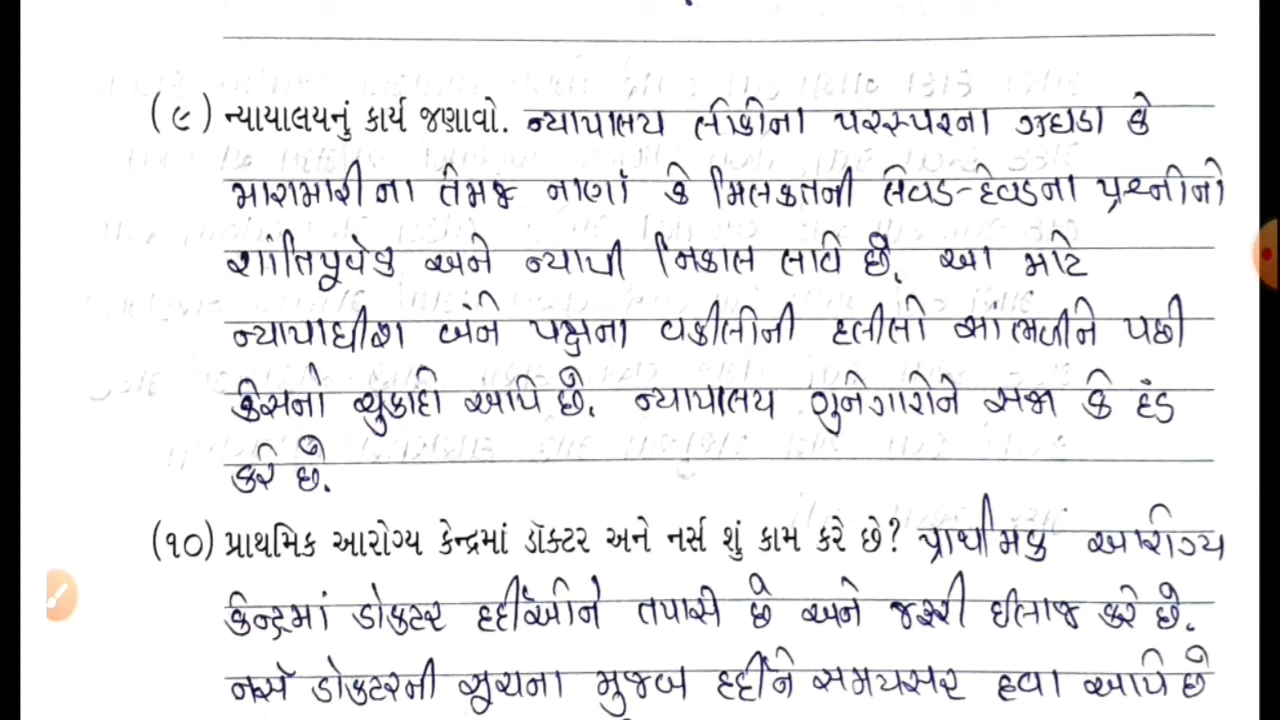 (૯) ન્યાયાલયનું કાર્ય જણાવો. ન્યાયાલય લોકોના પરસ્પરના ઝઘડા કે
મારામારીના તેમજ નાણાં કે મિલકતની લેવડ-દેવડના પ્રશ્નોનો
શાંતિપૂર્વક અને ન્યાયી નિકાલ લાવે છે. આ માટે
ન્યાયાધીશ બંને પક્ષના વકીલોની દલીલો સાંભળીને પછી
કેસનો ચુકાદો આપે છે. ન્યાયાલય ગુનેગારોને સજા કે દંડ
કરે છે.
(૧૦) પ્રાથમિક આરોગ્ય કેન્દ્રમાં ડૉક્ટર અને નર્સ શું કામ કરે છે? પ્રાથમિક આરોગ્ય
કેન્દ્રમાં ડોક્ટર દર્દીઓને તપાસે છે અને જરૂરી ઈલાજ કરે છે.
નર્સ ડોક્ટરની સૂચના મુજબ દર્દીને સમયસર દવા આપે છે